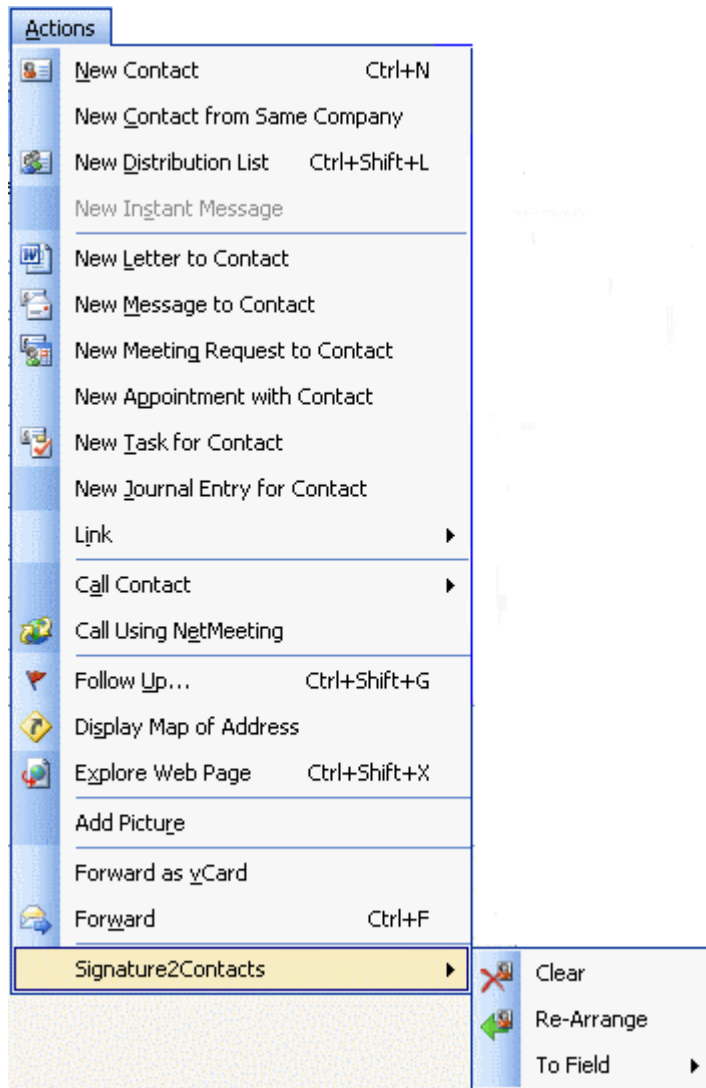 Actions
New Contact Ctrl+N
New Contact from Same Company
New Distribution List Ctrl+Shift+L
New Instant Message
New Letter to Contact
New Message to Contact
New Meeting Request to Contact
New Appointment with Contact
New Task for Contact
New Journal Entry for Contact
Link
Call Contact
Call Using NetMeeting
Follow Up... Ctrl+Shift+G
Display Map of Address
Explore Web Page Ctrl+Shift+X
Add Picture
Forward as vCard
Forward Ctrl+F
Signature2Contacts
Clear
Re-Arrange
To Field